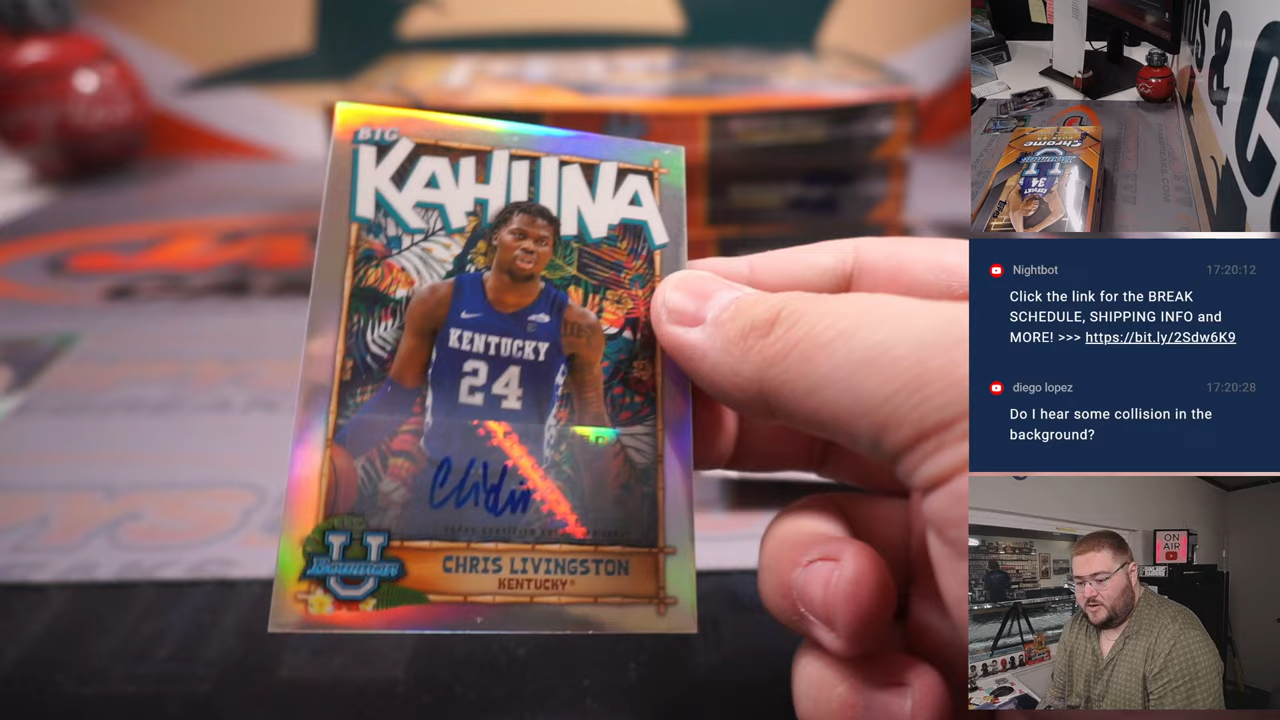 BIG
KAHUNA
KENTUCKY
24
U
Bowman
CHRIS LIVINGSTON
KENTUCKY
Chrome
34
&
ON
AIR
Nightbot
17:20:12
Click the link for the BREAK
SCHEDULE, SHIPPING INFO and
MORE! >>> https://bit.ly/2Sdw6K9
diego lopez
17:20:28
Do I hear some collision in the
background?